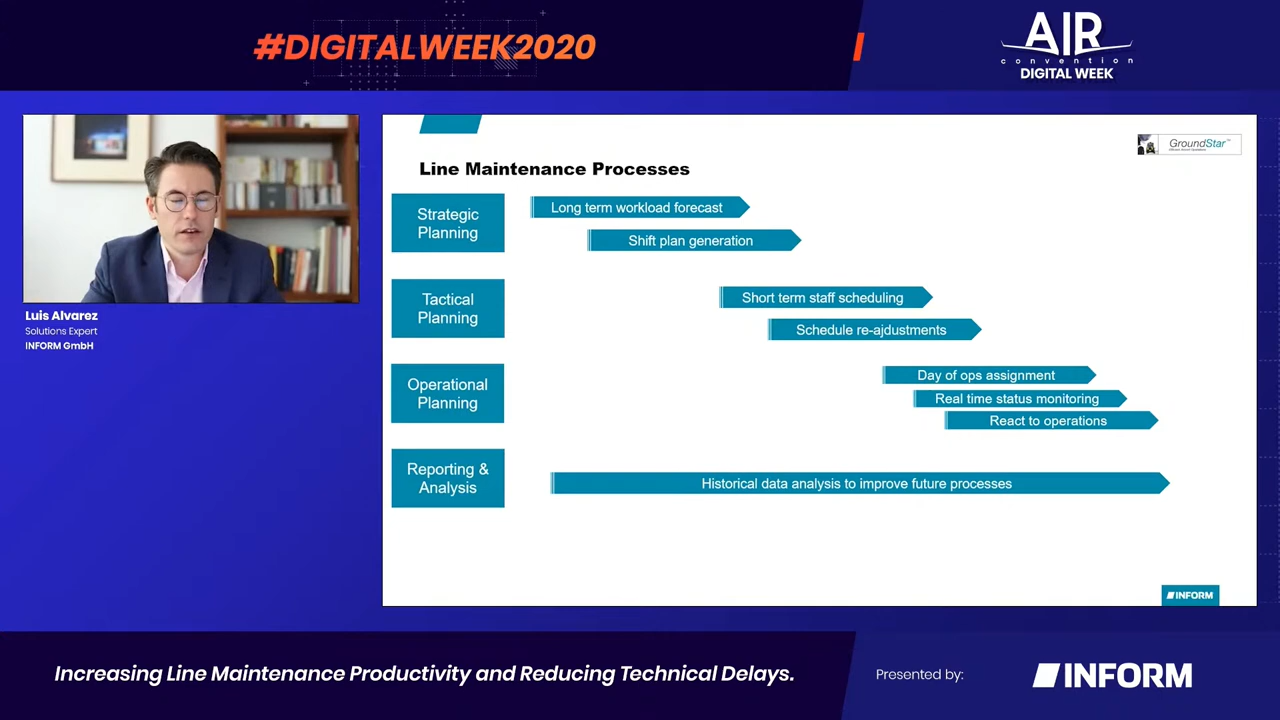 #DIGITALWEEK2020
AIR
convention
DIGITAL WEEK
Luis Alvarez
Solutions Expert
INFORM GmbH
GroundStar™
Line Maintenance Processes
Strategic
Planning
Long term workload forecast
Shift plan generation
Tactical
Planning
Short term staff scheduling
Schedule re-ajdustments
Operational
Planning
Day of ops assignment
Real time status monitoring
React to operations
Reporting &
Analysis
Historical data analysis to improve future processes
INFORM
Increasing Line Maintenance Productivity and Reducing Technical Delays.
Presented by:
INFORM